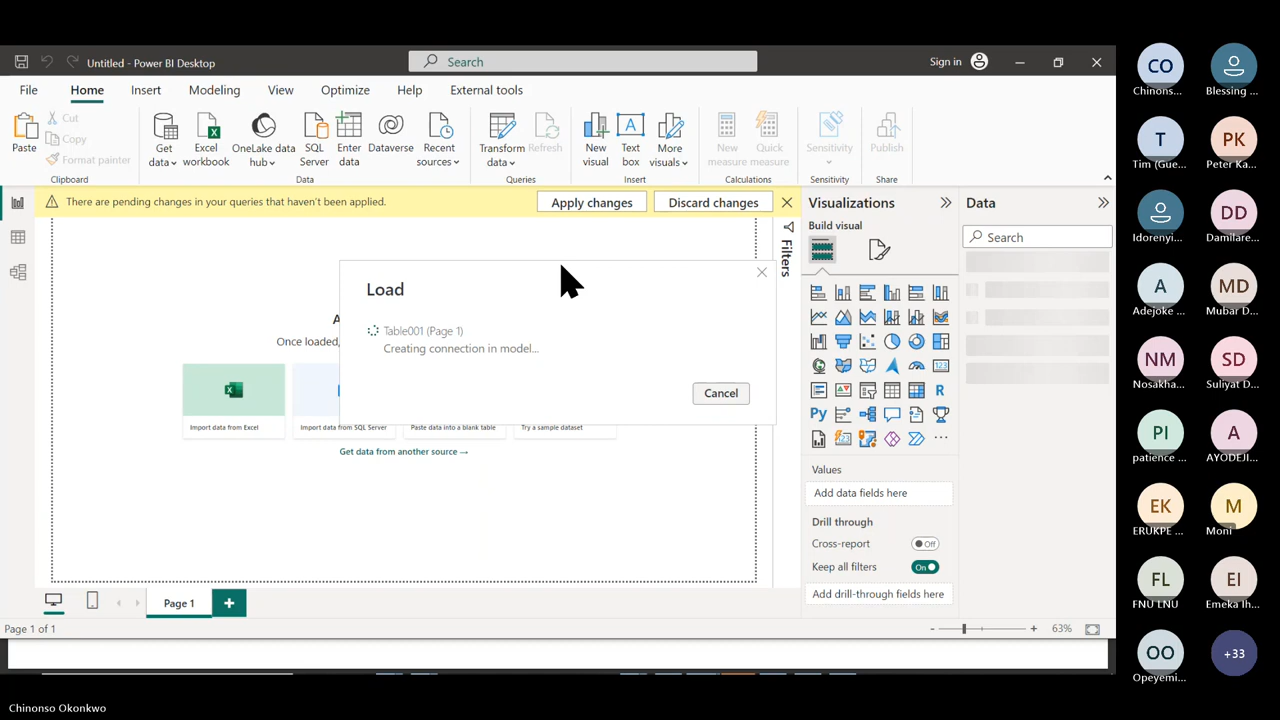 Untitled - Power BI Desktop
Search
Sign in
File
Home
Insert
Modeling
View
Optimize
Help
External tools
Paste
Cut
Copy
Format painter
Get data
Excel workbook
OneLake data hub
SQL Server
Enter data
Dataverse
Recent sources
Transform data
Refresh
New visual
Text box
More visuals
New measure
Quick measure
Sensitivity
Publish
Clipboard
Data
Queries
Insert
Calculations
Sensitivity
Share
There are pending changes in your queries that haven't been applied.
Apply changes
Discard changes
Filters
Load
Table001 (Page 1)
Creating connection in model...
Cancel
A
Once loaded,
Import data from Excel
Import data from SQL Server
Paste data into a blank table
Try a sample dataset
Get data from another source →
Visualizations
Build visual
123
R
Py
...
Values
Add data fields here
Drill through
Cross-report
Off
Keep all filters
On
Add drill-through fields here
Data
Search
Page 1
Page 1 of 1
- + 63%
CO
Chinons...
Blessing ...
T
Tim (Gue...
PK
Peter Ka...
Idorenyi...
DD
Damilare...
A
Adejoke ...
MD
Mubar D...
NM
Nosakha...
SD
Suliyat D...
PI
patience ...
A
AYODEJI...
EK
ERUKPE ...
M
Moni
FL
FNU LNU
EI
Emeka Ih...
OO
Opeyemi...
+33
Chinonso Okonkwo